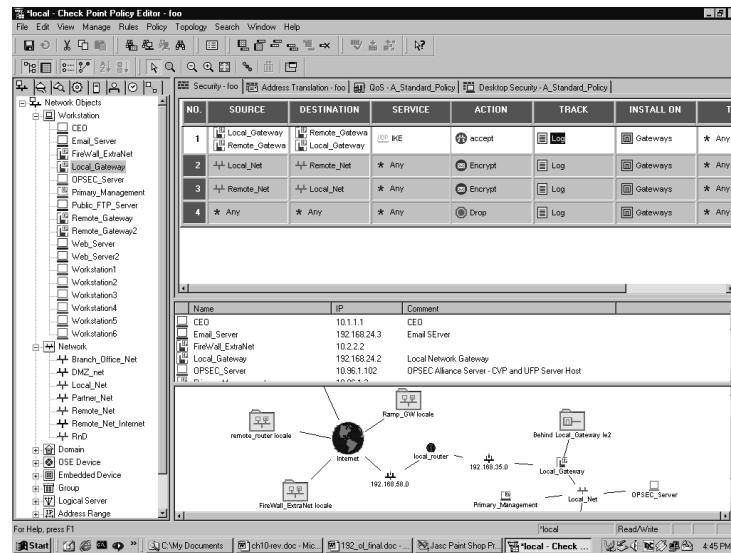 *local - Check Point Policy Editor - foo
File Edit View Manage Rules Policy Topology Search Window Help
Security - foo Address Translation - foo QoS - A_Standard_Policy Desktop Security - A_Standard_Policy
Network Objects
Workstation
CEO
Email_Server
FireWall_ExtraNet
Local_Gateway
OPSEC_Server
Primary_Management
Public_FTP_Server
Remote_Gateway
Remote_Gateway2
Web_Server
Web_Server2
Workstation1
Workstation2
Workstation3
Workstation4
Workstation5
Workstation6
Network
Branch_Office_Net
DMZ_net
Local_Net
Partner_Net
Remote_Net
Remote_Net_Internet
RnD
Domain
OSE Device
Embedded Device
Group
Logical Server
Address Range
NO. SOURCE DESTINATION SERVICE ACTION TRACK INSTALL ON T
1 Local_Gateway Remote_Gatewa UDP IKE accept Log Gateways * Any
Remote_Gatewa Local_Gateway
2 Local_Net Remote_Net * Any Encrypt Log Gateways * Any
3 Remote_Net Local_Net * Any Encrypt Log Gateways * Any
4 * Any * Any * Any Drop Log Gateways * Any
Name IP Comment
CEO 10.1.1.1 CEO
Email_Server 192.168.24.3 Email SErver
FireWall_ExtraNet 10.2.2.2
Local_Gateway 192.168.24.2 Local Network Gateway
OPSEC_Server 10.96.1.102 OPSEC Alliance Server - CVP and UFP Server Host
Ramp_GW locale
remote_router locale
Behind Local_Gateway le2
Internet
local_router
192.168.35.0
Local_Gateway
192.168.58.0
FireWall_ExtraNet locale
Primary_Management
Local_Net
OPSEC_Server
For Help, press F1 *local Read/Write
Start C:\My Documents ch10-rev.doc - Mic... 192_ol_final.doc - ... Jasc Paint Shop Pr... *local - Check ... 4:45 PM